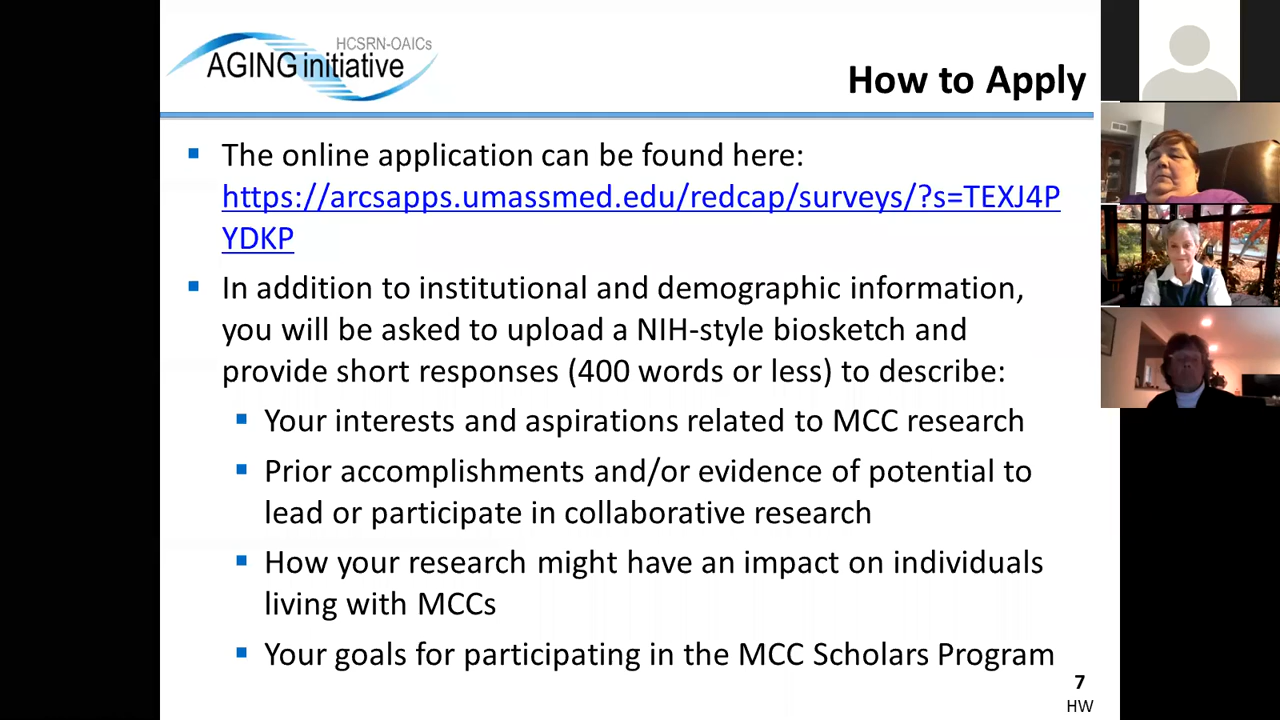 HCSRN-OAICs
AGING initiative
How to Apply
The online application can be found here:
https://arcsapps.umassmed.edu/redcap/surveys/?s=TEXJ4P
YDKP
In addition to institutional and demographic information,
you will be asked to upload a NIH-style biosketch and
provide short responses (400 words or less) to describe:
Your interests and aspirations related to MCC research
Prior accomplishments and/or evidence of potential to
lead or participate in collaborative research
How your research might have an impact on individuals
living with MCCs
Your goals for participating in the MCC Scholars Program
7
HW